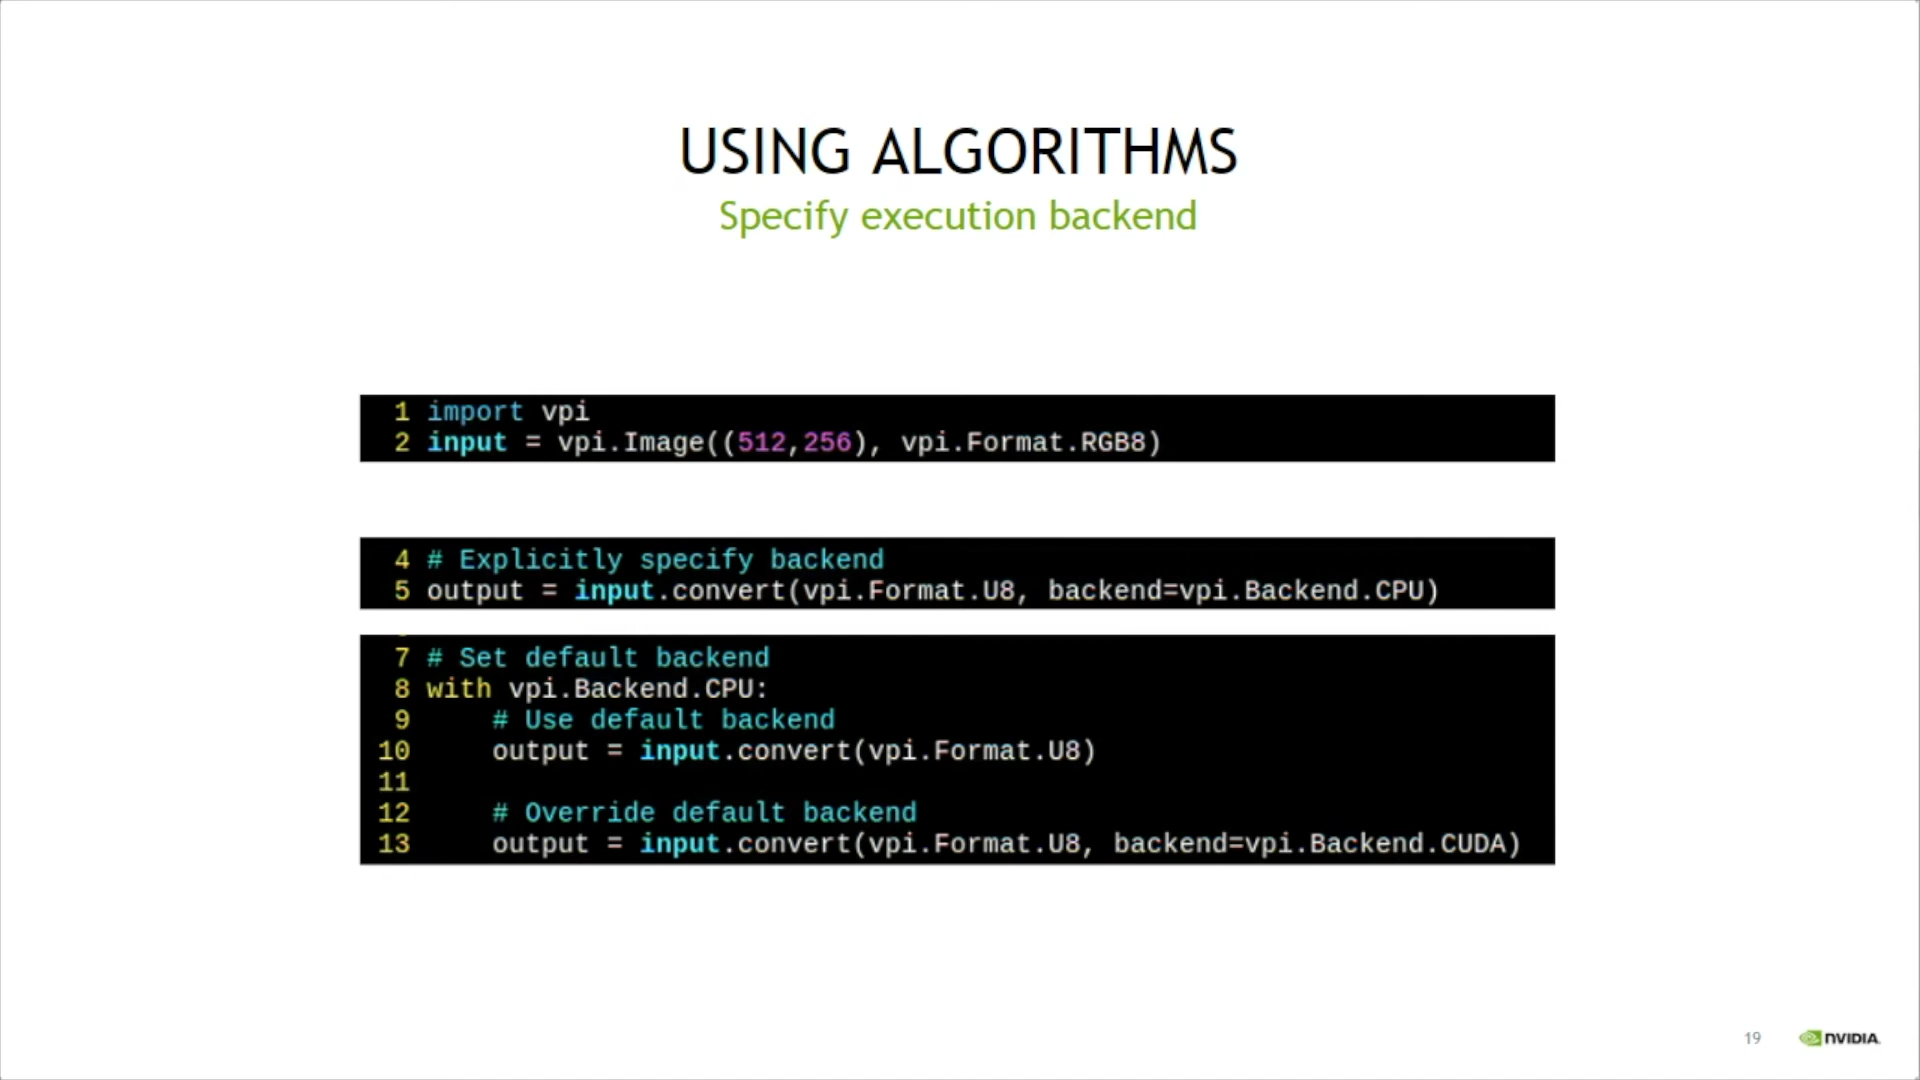 USING ALGORITHMS
Specify execution backend
1 import vpi
2 input = vpi.Image((512,256), vpi.Format.RGB8)
4 # Explicitly specify backend
5 output = input.convert(vpi.Format.U8, backend=vpi.Backend.CPU)
7 # Set default backend
8 with vpi.Backend.CPU:
9     # Use default backend
10     output = input.convert(vpi.Format.U8)
11
12     # Override default backend
13     output = input.convert(vpi.Format.U8, backend=vpi.Backend.CUDA)
19 NVIDIA.